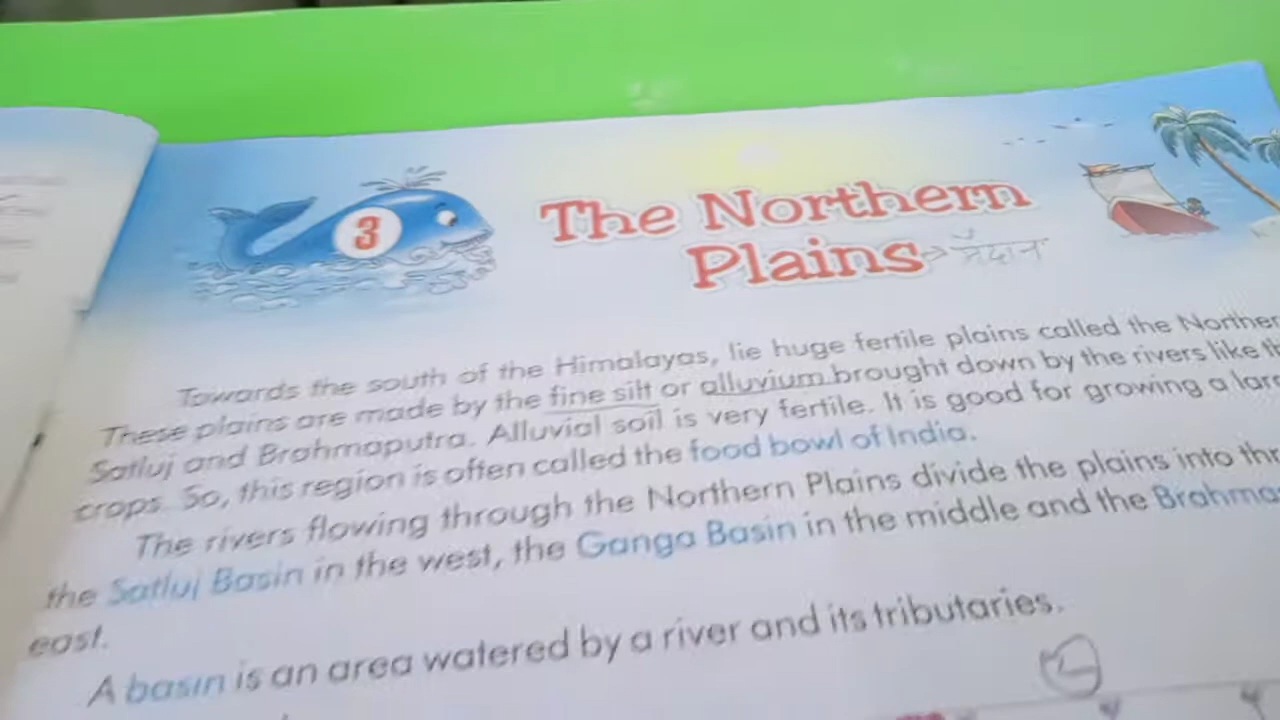 3
The Northern
Plains → मैदान
Towards the south of the Himalayas, lie huge fertile plains called the Norther
These plains are made by the fine silt or alluvium brought down by the rivers like th
Satluj and Brahmaputra. Alluvial soil is very fertile. It is good for growing a lar
crops. So, this region is often called the food bowl of India.
The rivers flowing through the Northern Plains divide the plains into thr
the Satluj Basin in the west, the Ganga Basin in the middle and the Brahma
east.
A basin is an area watered by a river and its tributaries.